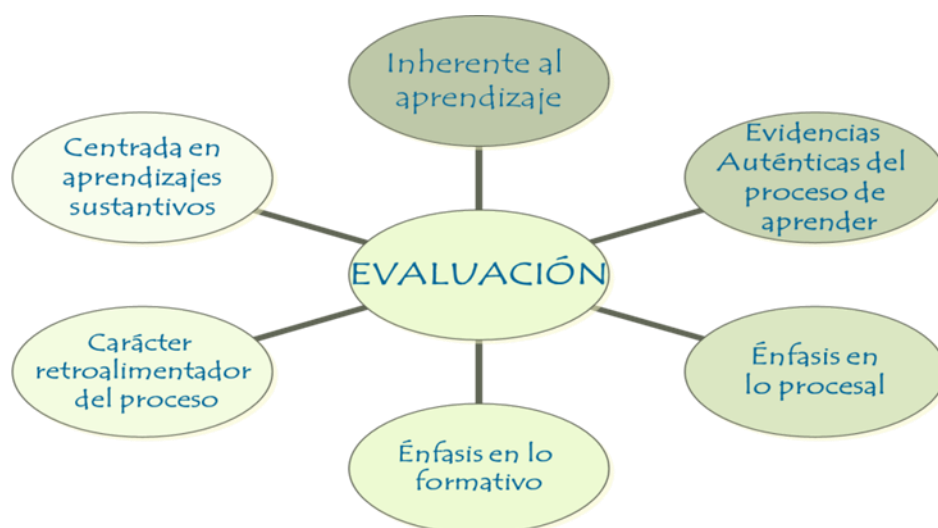 Inherente al
aprendizaje
Evidencias
Auténticas del
proceso de
aprender
Énfasis en
lo procesal
Énfasis en lo
formativo
Carácter
retroalimentador
del proceso
Centrada en
aprendizajes
sustantivos
EVALUACIÓN